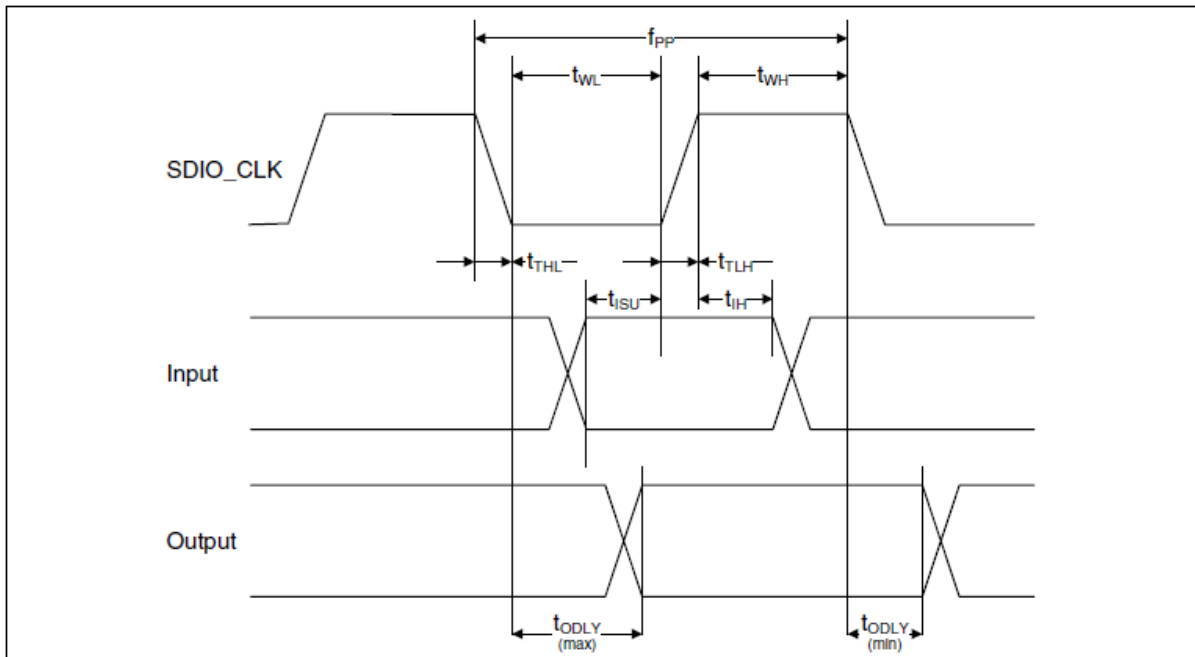 fPP
tWL
tWH
SDIO_CLK
tTHL
tTLH
tISU
tIH
Input
Output
tODLY
(max)
tODLY
(min)